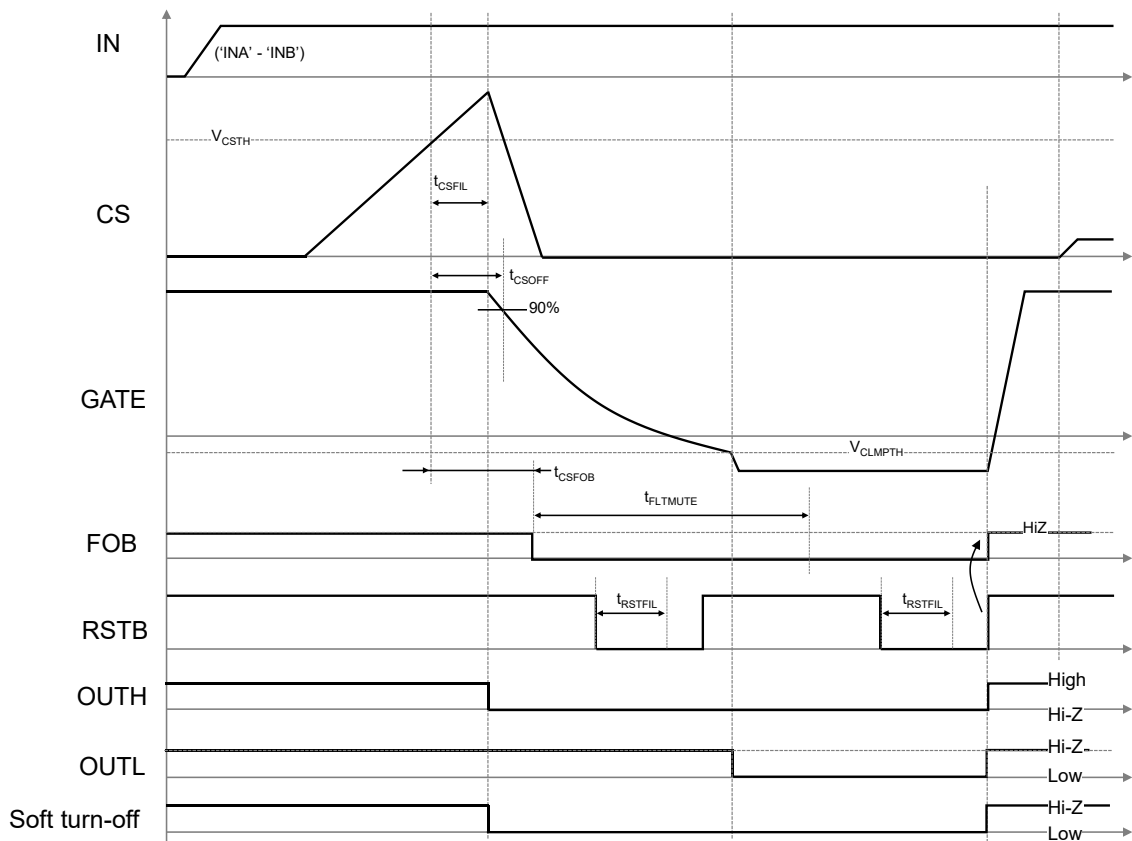 IN
('INA' - 'INB')
VCSTH
tCSFIL
CS
tCSOFF
90%
GATE
VCLMPTH
tCSFOB
tFLTMUTE
HiZ
FOB
tRSTFIL
tRSTFIL
RSTB
High
OUTH
Hi-Z
Hi-Z
OUTL
Low
Hi-Z
Soft turn-off
Low